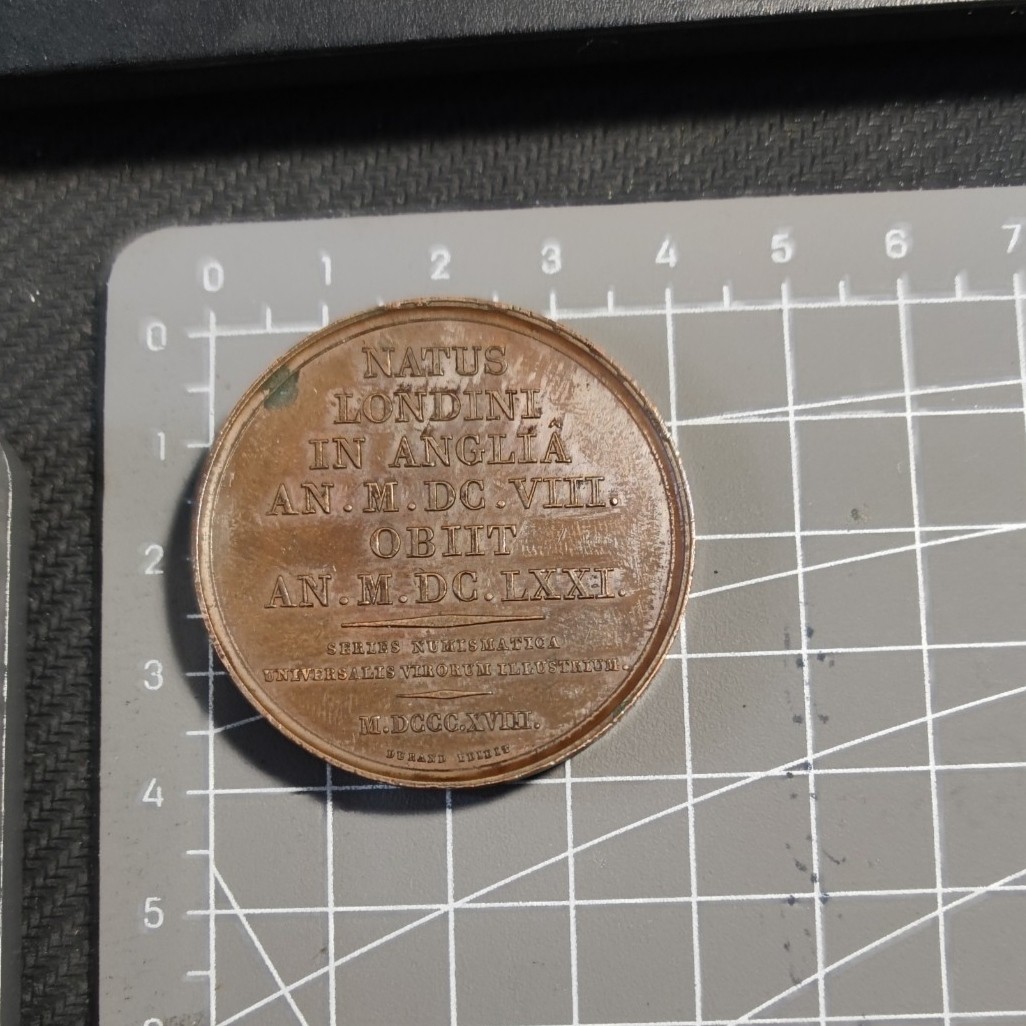 0 1 2 3 4 5 6 7
0
1
2
3
4
5
NATUS
LONDINI
IN ANGLIÂ
AN. M. DC. VIII.
OBIIT
AN. M. DC. LXXI.
SERIES NUMISMATICA
UNIVERSALIS VIRORUM ILLUSTRIUM.
M.DCCC.XVIII.
DURAND EDIDIT